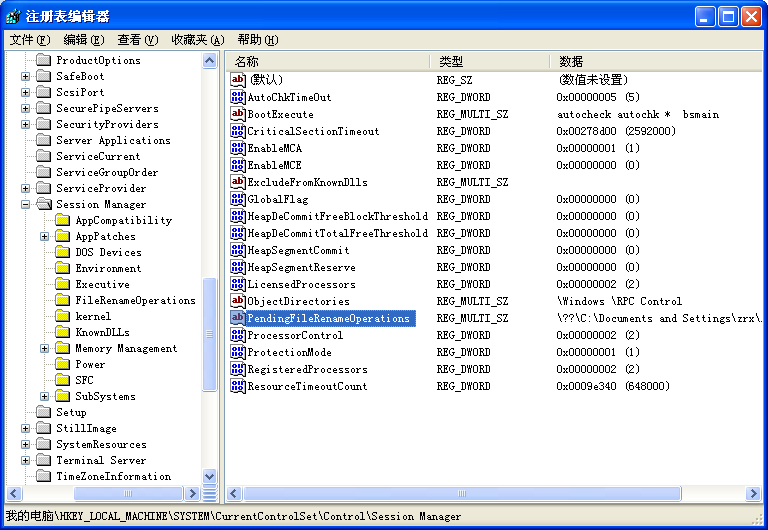 注册表编辑器
文件(F) 编辑(E) 查看(V) 收藏夹(A) 帮助(H)
ProductOptions
SafeBoot
ScsiPort
SecurePipeServers
SecurityProviders
Server Applications
ServiceCurrent
ServiceGroupOrder
ServiceProvider
Session Manager
AppCompatibility
AppPatches
DOS Devices
Environment
Executive
FileRenameOperations
kernel
KnownDLLs
Memory Management
Power
SFC
SubSystems
Setup
StillImage
SystemResources
Terminal Server
TimeZoneInformation
名称 类型 数据
(默认) REG_SZ (数值未设置)
AutoChkTimeOut REG_DWORD 0x00000005 (5)
BootExecute REG_MULTI_SZ autocheck autochk * bsmain
CriticalSectionTimeout REG_DWORD 0x00278d00 (2592000)
EnableMCA REG_DWORD 0x00000001 (1)
EnableMCE REG_DWORD 0x00000000 (0)
ExcludeFromKnownDlls REG_MULTI_SZ
GlobalFlag REG_DWORD 0x00000000 (0)
HeapDeCommitFreeBlockThreshold REG_DWORD 0x00000000 (0)
HeapDeCommitTotalFreeThreshold REG_DWORD 0x00000000 (0)
HeapSegmentCommit REG_DWORD 0x00000000 (0)
HeapSegmentReserve REG_DWORD 0x00000000 (0)
LicensedProcessors REG_DWORD 0x00000002 (2)
ObjectDirectories REG_MULTI_SZ \Windows \RPC Control
PendingFileRenameOperations REG_MULTI_SZ \??\C:\Documents and Settings\zrx\
ProcessorControl REG_DWORD 0x00000002 (2)
ProtectionMode REG_DWORD 0x00000001 (1)
RegisteredProcessors REG_DWORD 0x00000002 (2)
ResourceTimeoutCount REG_DWORD 0x0009e340 (648000)
我的电脑\HKEY_LOCAL_MACHINE\SYSTEM\CurrentControlSet\Control\Session Manager